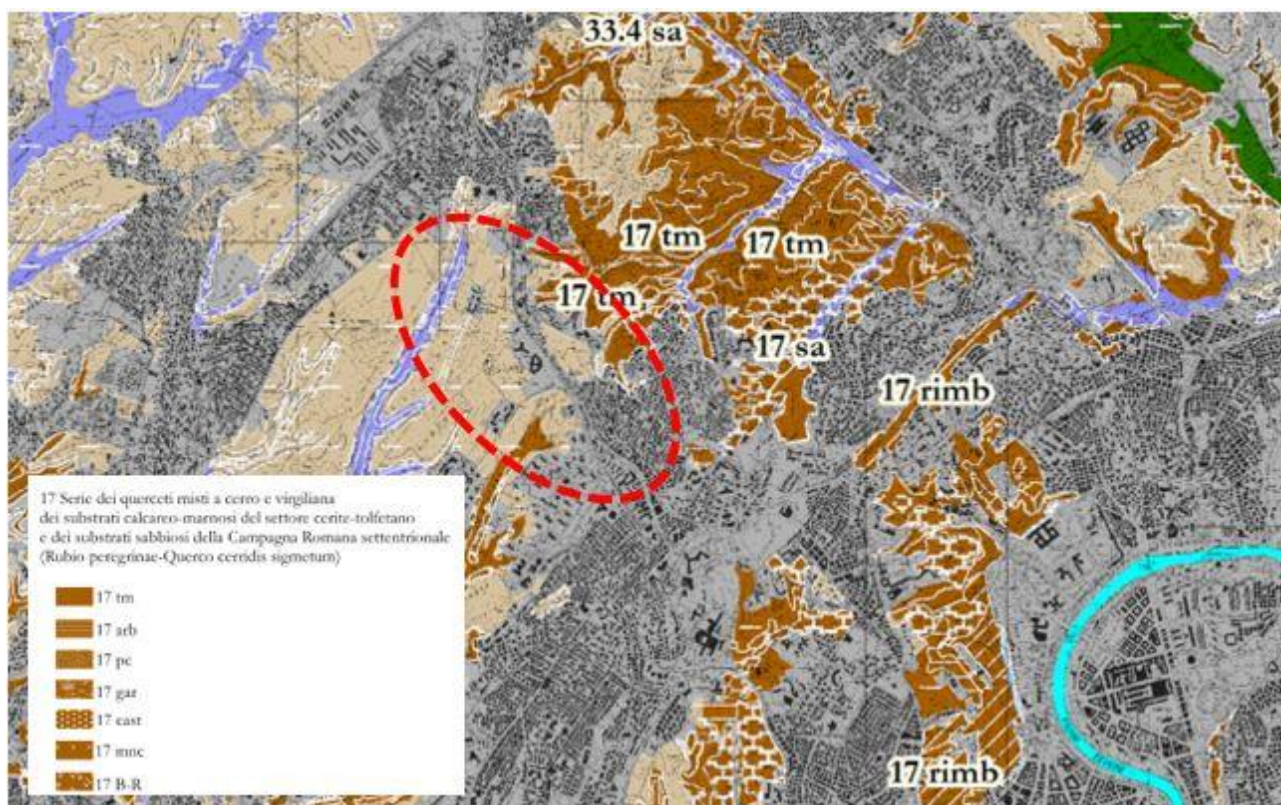 33.4 sa
17 tm
17 tm
17 tm
17 sa
17 rimb
17 rimb
17 Serie dei querceti misti a cerro e virgiliana
dei substrati calcareo-marnosi del settore cerite-tolfetano
e dei substrati sabbiosi della Campagna Romana settentrionale
(Rubio peregrinae-Querco cerridis sigmetum)
17 tm
17 arb
17 pc
17 gar
17 cast
17 mnc
17 B-R